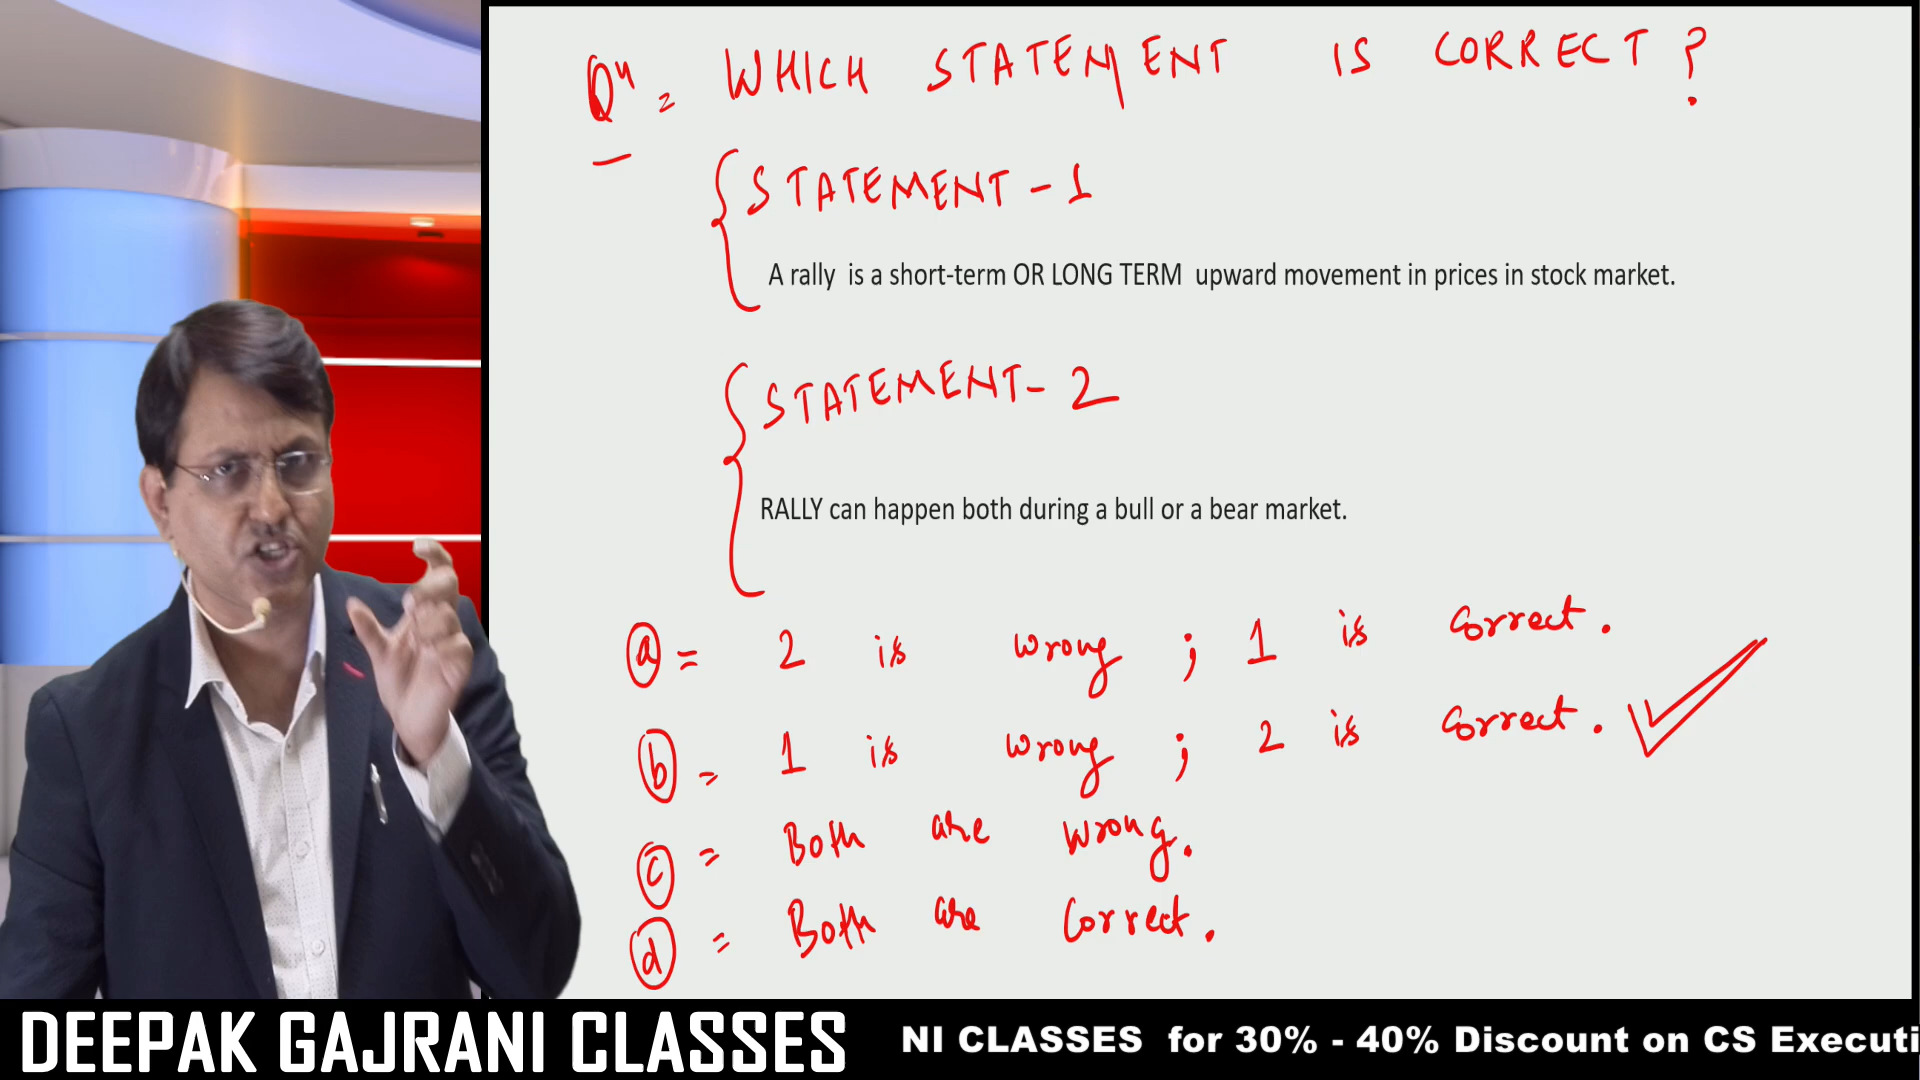 Qn = WHICH STATEMENT IS CORRECT ?
STATEMENT - 1
A rally is a short-term OR LONG TERM upward movement in prices in stock market.
STATEMENT - 2
RALLY can happen both during a bull or a bear market.
a = 2 is wrong ; 1 is correct.
b = 1 is wrong ; 2 is correct.
c = Both are wrong.
d = Both are correct.
DEEPAK GAJRANI CLASSES
NI CLASSES for 30% - 40% Discount on CS Executi